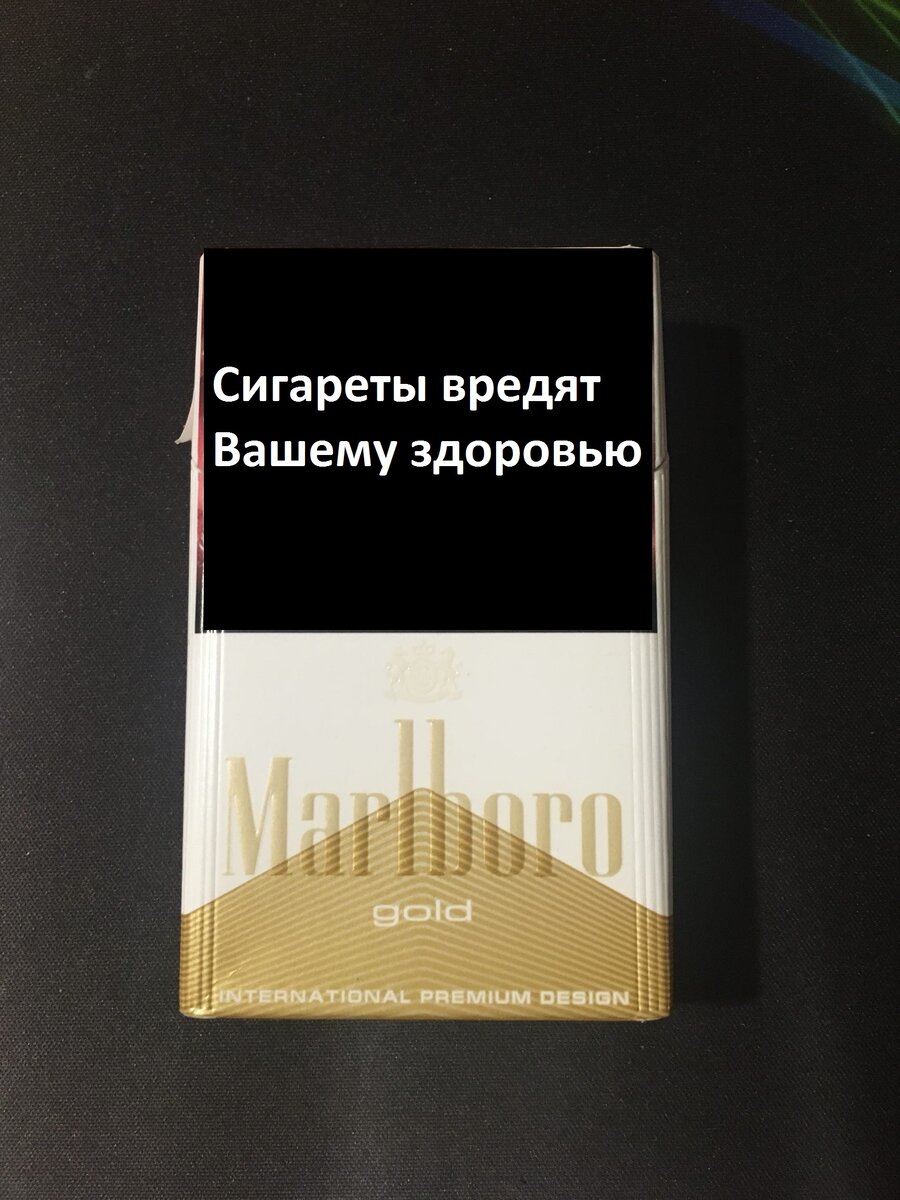 Сигареты вредят
Вашему здоровью
Marlboro
gold
INTERNATIONAL PREMIUM DESIGN